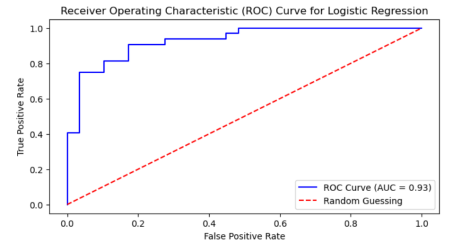 Receiver Operating Characteristic (ROC) Curve for Logistic Regression
1.0
0.8
0.6
0.4
0.2
0.0
True Positive Rate
ROC Curve (AUC = 0.93)
Random Guessing
0.0 0.2 0.4 0.6 0.8 1.0
False Positive Rate